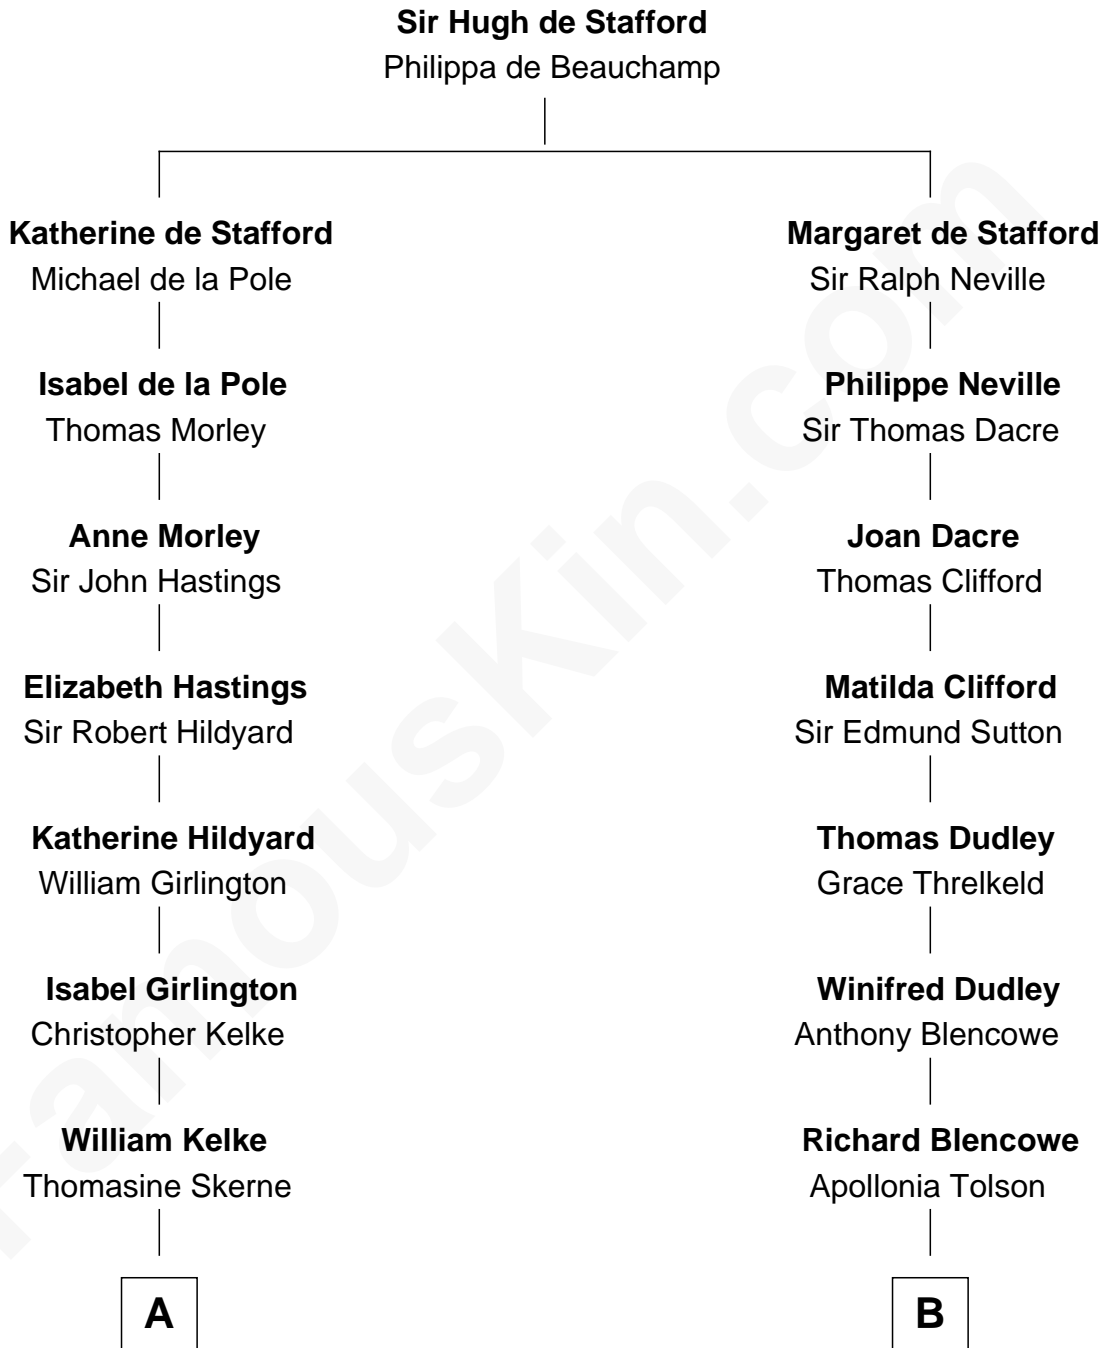 Sir Hugh de Stafford
Philippa de Beauchamp
Katherine de Stafford
Michael de la Pole
Margaret de Stafford
Sir Ralph Neville
Isabel de la Pole
Thomas Morley
Philippe Neville
Sir Thomas Dacre
Anne Morley
Sir John Hastings
Joan Dacre
Thomas Clifford
Elizabeth Hastings
Sir Robert Hildyard
Matilda Clifford
Sir Edmund Sutton
Katherine Hildyard
William Girlington
Thomas Dudley
Grace Threlkeld
Isabel Girlington
Christopher Kelke
Winifred Dudley
Anthony Blencowe
William Kelke
Thomasine Skerne
Richard Blencowe
Apollonia Tolson
A
B
FamousKin.com